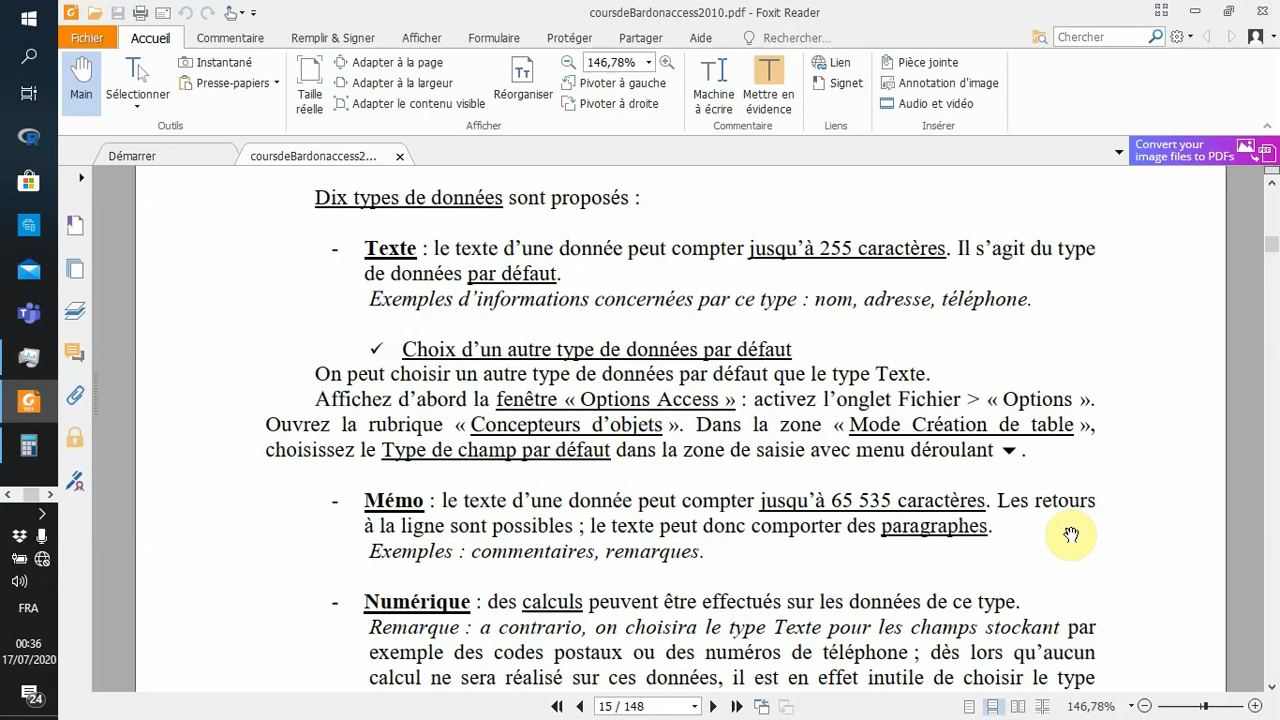 coursdeBardonaccess2010.pdf - Foxit Reader
Fichier Accueil Commentaire Remplir & Signer Afficher Formulaire Protéger Partager Aide Rechercher... Chercher
Main
Sélectionner
Instantané
Presse-papiers
Outils
Taille réelle
Adapter à la page
Adapter à la largeur
Adapter le contenu visible
Réorganiser
146,78%
Pivoter à gauche
Pivoter à droite
Afficher
Machine à écrire
Mettre en évidence
Commentaire
Lien
Signet
Liens
Pièce jointe
Annotation d'image
Audio et vidéo
Insérer
Démarrer coursdeBardonaccess2...
Convert your
image files to PDFs
Dix types de données sont proposés :
- Texte : le texte d’une donnée peut compter jusqu’à 255 caractères. Il s’agit du type
de données par défaut.
Exemples d’informations concernées par ce type : nom, adresse, téléphone.
✓ Choix d’un autre type de données par défaut
On peut choisir un autre type de données par défaut que le type Texte.
Affichez d’abord la fenêtre « Options Access » : activez l’onglet Fichier > « Options ».
Ouvrez la rubrique « Concepteurs d’objets ». Dans la zone « Mode Création de table »,
choisissez le Type de champ par défaut dans la zone de saisie avec menu déroulant ▼ .
- Mémo : le texte d’une donnée peut compter jusqu’à 65 535 caractères. Les retours
à la ligne sont possibles ; le texte peut donc comporter des paragraphes.
Exemples : commentaires, remarques.
- Numérique : des calculs peuvent être effectués sur les données de ce type.
Remarque : a contrario, on choisira le type Texte pour les champs stockant par
exemple des codes postaux ou des numéros de téléphone ; dès lors qu’aucun
calcul ne sera réalisé sur ces données, il est en effet inutile de choisir le type
FRA
00:36
17/07/2020
24
15 / 148
146,78%